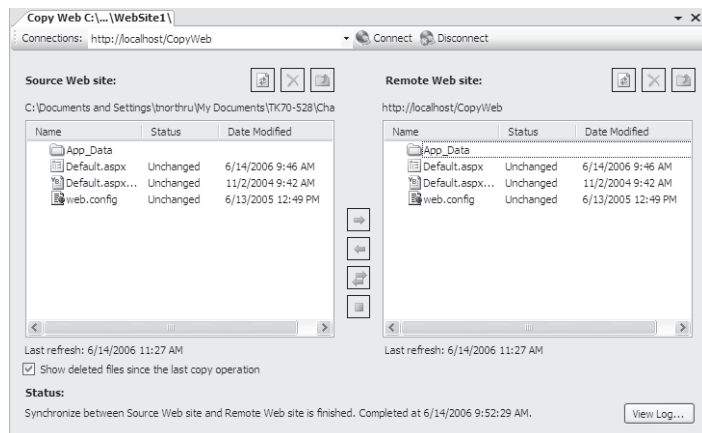 Copy Web C:\...\WebSite1\
Connections: http://localhost/CopyWeb Connect Disconnect
Source Web site:
C:\Documents and Settings\tnorthru\My Documents\TK70-528\Cha
Name Status Date Modified
App_Data
Default.aspx Unchanged 6/14/2006 9:46 AM
Default.aspx... Unchanged 11/2/2004 9:42 AM
web.config Unchanged 6/13/2005 12:49 PM
Last refresh: 6/14/2006 11:27 AM
Remote Web site:
http://localhost/CopyWeb
Name Status Date Modified
App_Data
Default.aspx Unchanged 6/14/2006 9:46 AM
Default.aspx... Unchanged 11/2/2004 9:42 AM
web.config Unchanged 6/13/2005 12:49 PM
Last refresh: 6/14/2006 11:27 AM
Show deleted files since the last copy operation
Status:
Synchronize between Source Web site and Remote Web site is finished. Completed at 6/14/2006 9:52:29 AM.
View Log...